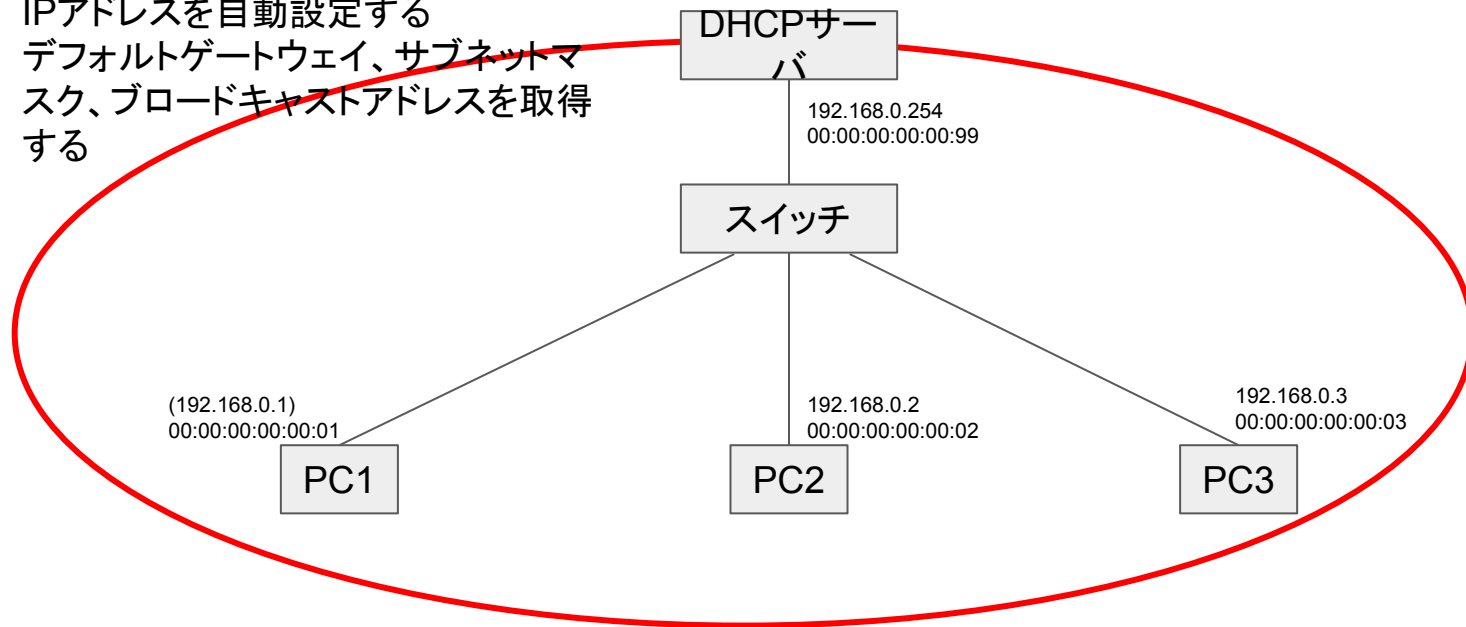 IPアドレスを自動設定する
デフォルトゲートウェイ、サブネットマ
スク、ブロードキャストアドレスを取得
する
DHCPサー
バ
192.168.0.254
00:00:00:00:00:99
スイッチ
(192.168.0.1)
00:00:00:00:00:01
PC1
192.168.0.2
00:00:00:00:00:02
PC2
192.168.0.3
00:00:00:00:00:03
PC3